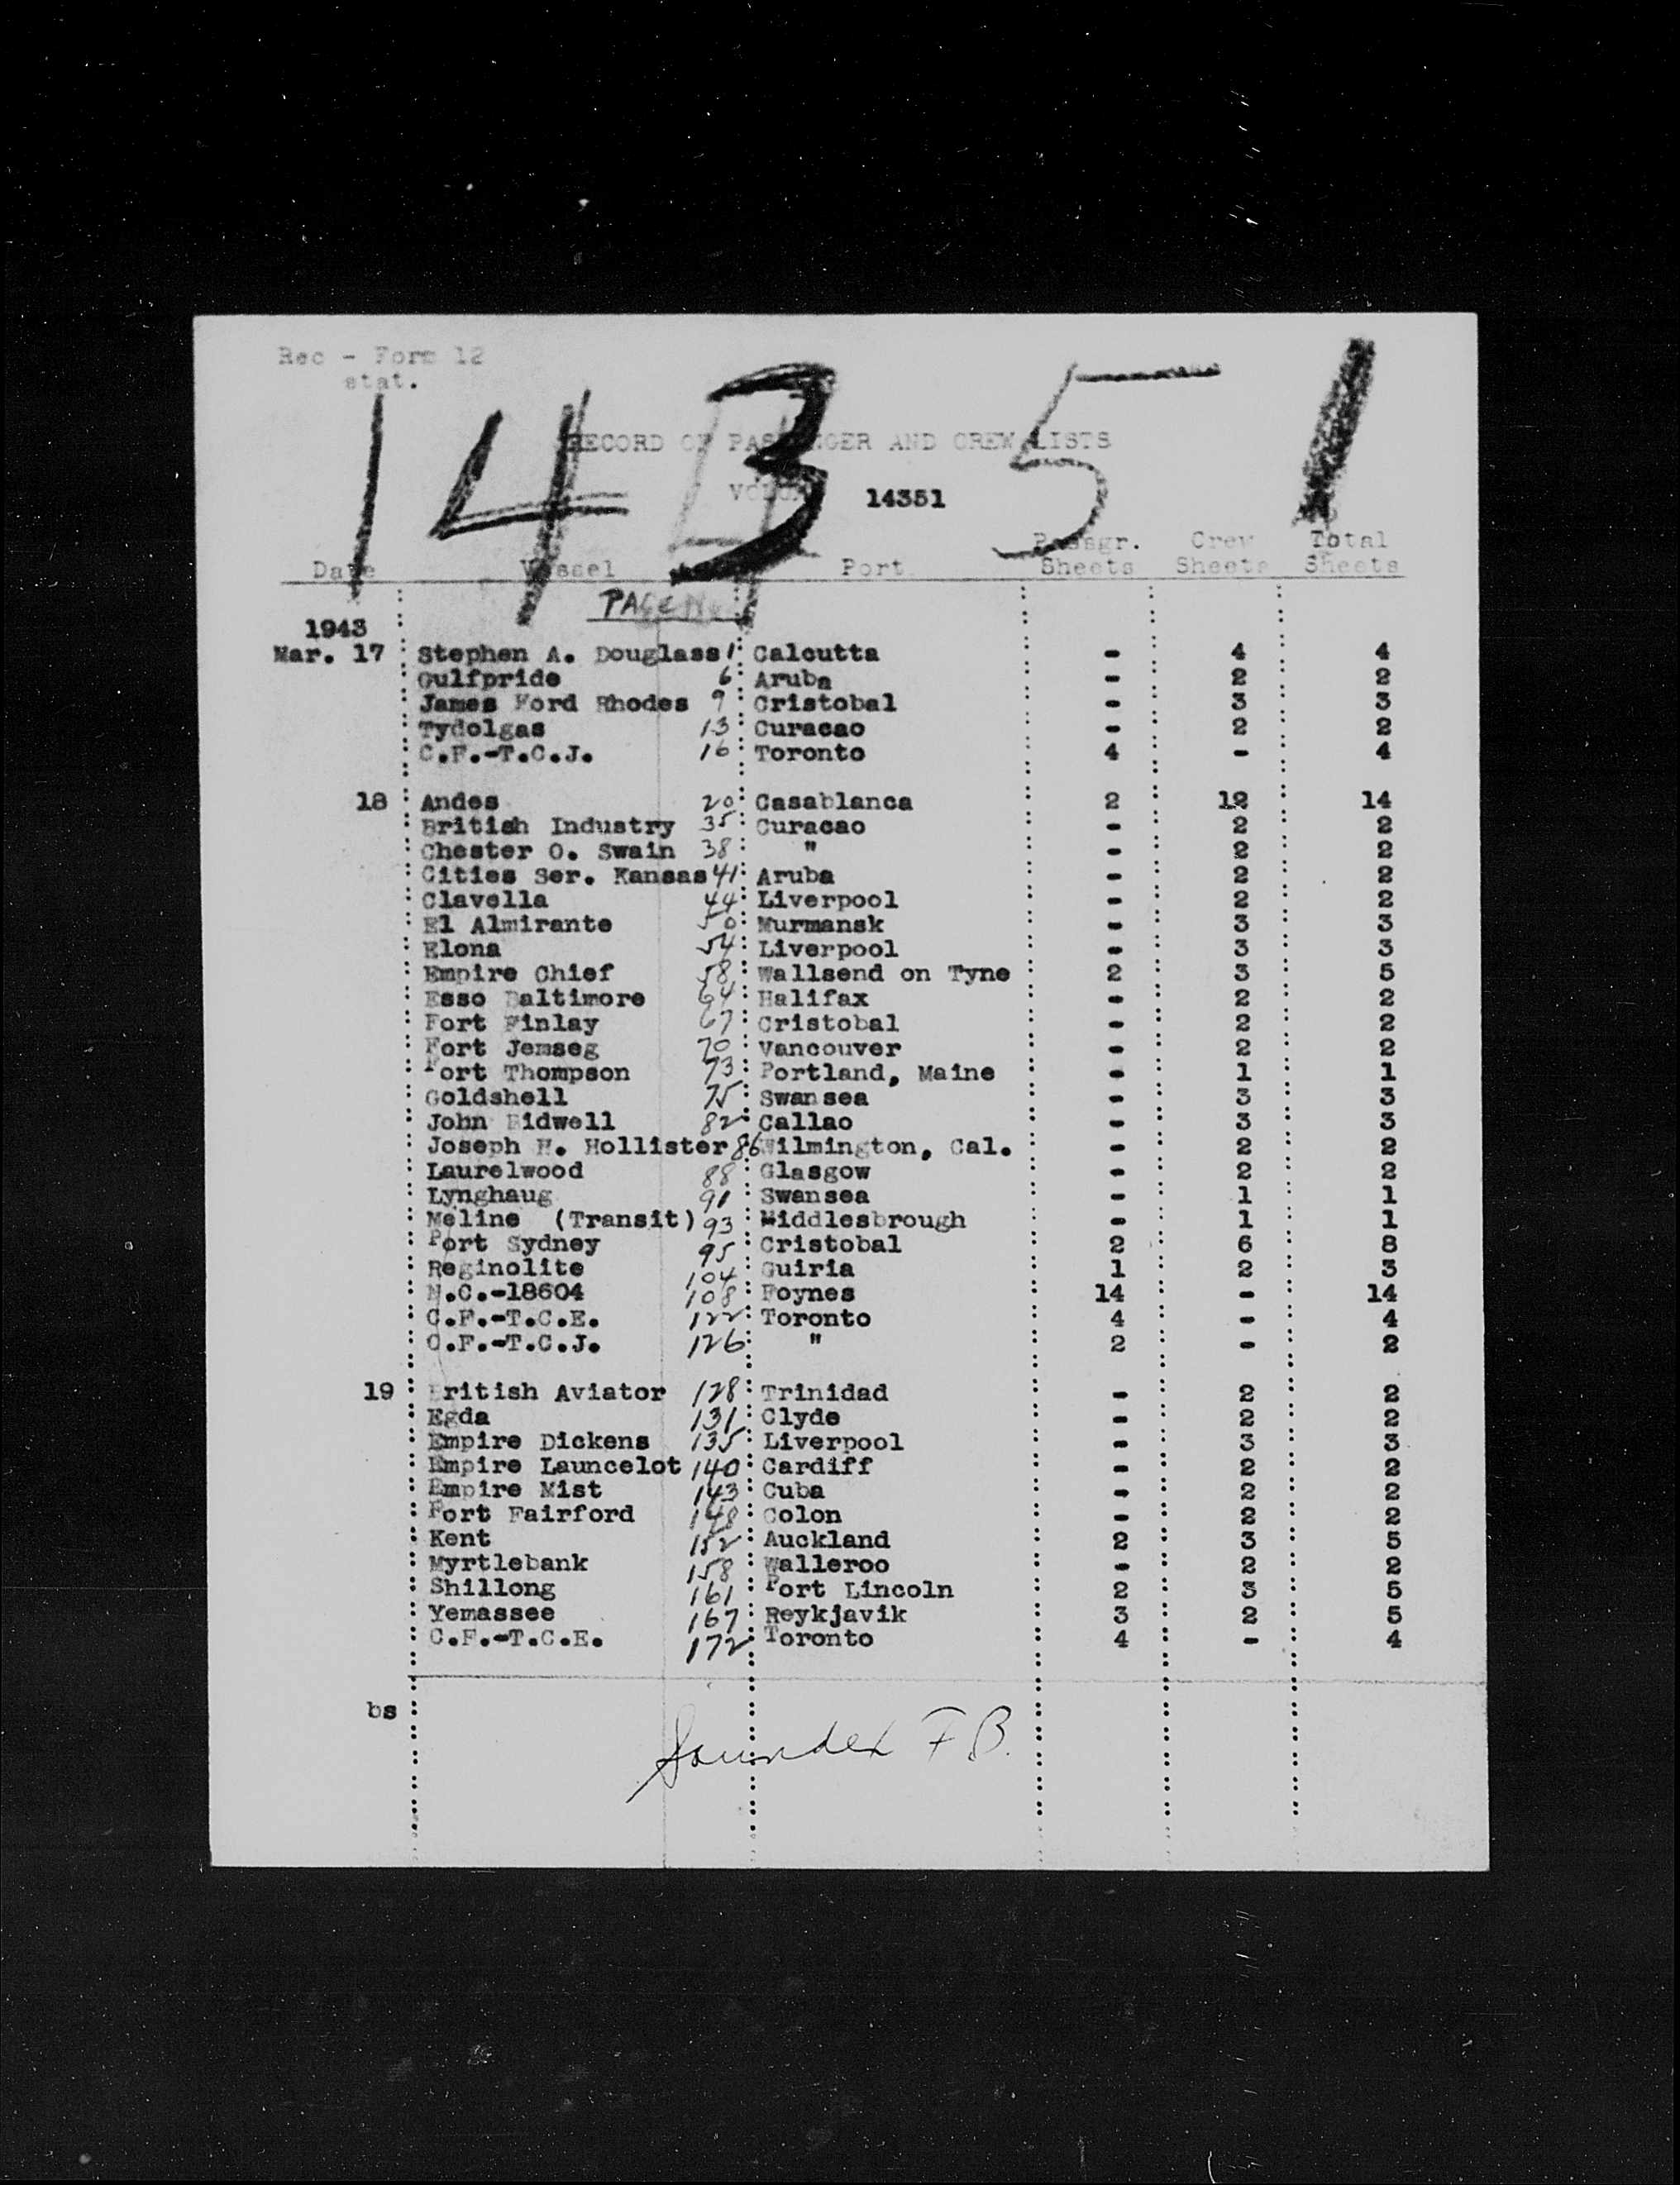 Rec - Form 12
stat.
14351
RECORD OF PASSENGER AND CREW LISTS
VOLUME 14351
Date Vessel Port Passgr. Sheets Crew Sheets Total Sheets
PAGE No
1943
Mar. 17 Stephen A. Douglass 1 Calcutta - 4 4
Gulfpride 6 Aruba - 2 2
James Ford Rhodes 9 Cristobal - 3 3
Tydolgas 13 Curacao - 2 2
C.F.-T.C.J. 16 Toronto 4 - 4
18 Andes 20 Casablanca 2 12 14
British Industry 35 Curacao - 2 2
Chester O. Swain 38 " - 2 2
Cities Ser. Kansas 41 Aruba - 2 2
Clavella 44 Liverpool - 2 2
El Almirante 50 Murmansk - 3 3
Elona 54 Liverpool - 3 3
Empire Chief 58 Wallsend on Tyne 2 3 5
Esso Baltimore 64 Halifax - 2 2
Fort Finlay 67 Cristobal - 2 2
Fort Jemseg 70 Vancouver - 2 2
Fort Thompson 73 Portland, Maine - 1 1
Goldshell 75 Swansea - 3 3
John Bidwell 82 Callao - 3 3
Joseph H. Hollister 86 Wilmington, Cal. - 2 2
Laurelwood 88 Glasgow - 2 2
Lynghaug 91 Swansea - 1 1
Meline (Transit) 93 Middlesbrough - 1 1
Port Sydney 95 Cristobal 2 6 8
Reginolite 104 Guiria 1 2 3
N.C.-18604 108 Foynes 14 - 14
C.F.-T.C.E. 122 Toronto 4 - 4
C.F.-T.C.J. 126 " 2 - 2
19 British Aviator 128 Trinidad - 2 2
Egda 131 Clyde - 2 2
Empire Dickens 135 Liverpool - 3 3
Empire Launcelot 140 Cardiff - 2 2
Empire Mist 143 Cuba - 2 2
Fort Fairford 148 Colon - 2 2
Kent 152 Auckland 2 3 5
Myrtlebank 158 Walleroo - 2 2
Shillong 161 Port Lincoln 2 3 5
Yemassee 167 Reykjavik 3 2 5
C.F.-T.C.E. 172 Toronto 4 - 4
bs
Soundex F B.